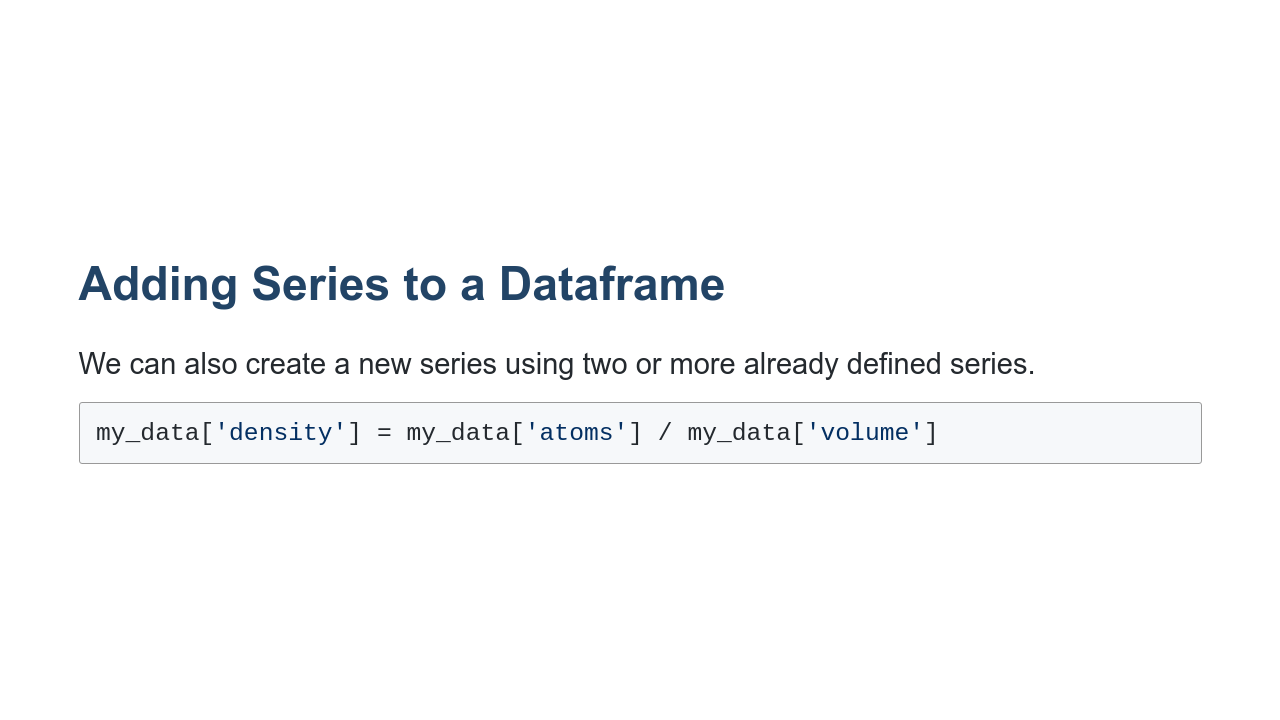 Adding Series to a Dataframe
We can also create a new series using two or more already defined series.
my_data['density'] = my_data['atoms'] / my_data['volume']